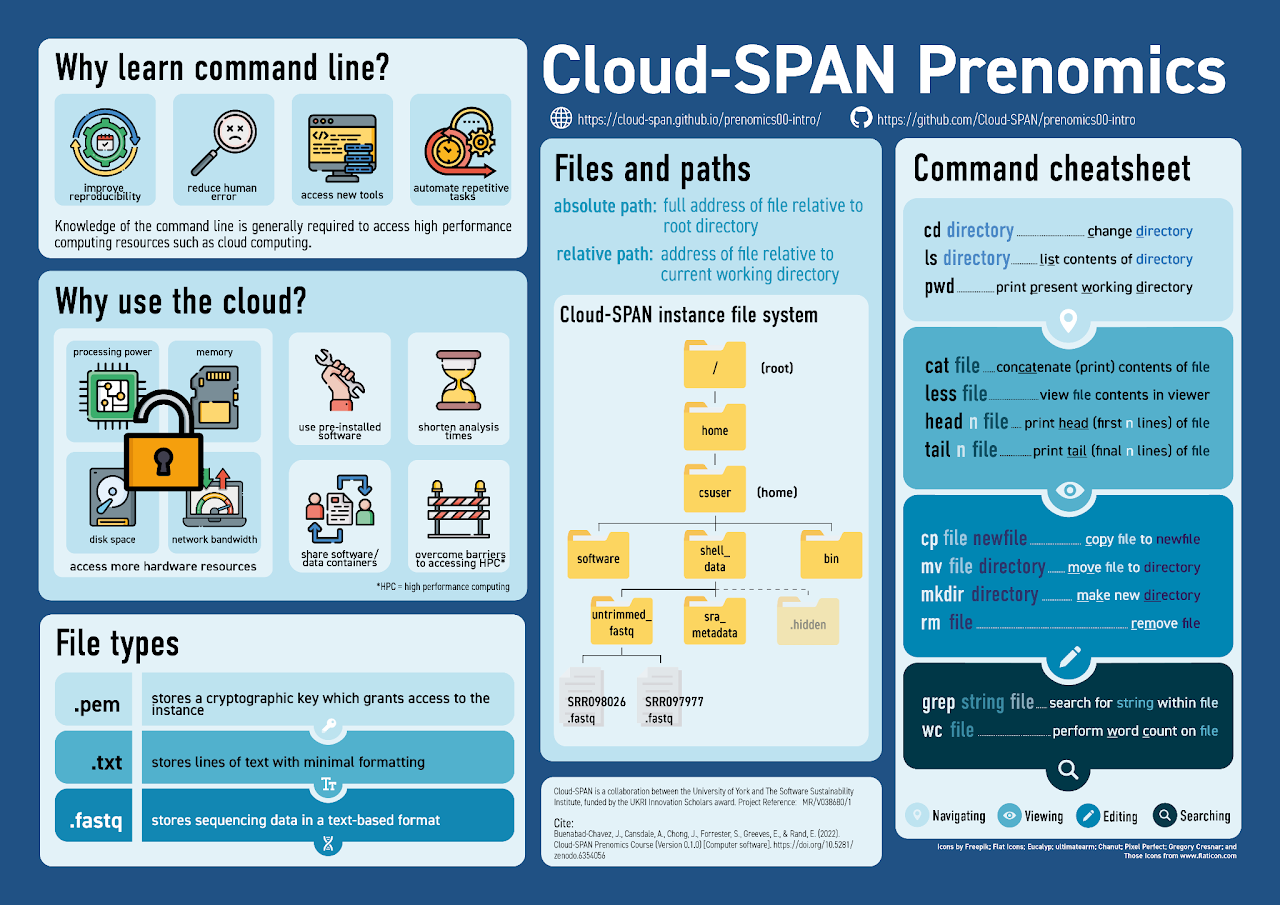 Why learn command line?
improve
reproducibility
reduce human
error
access new tools
automate repetitive
tasks
Knowledge of the command line is generally required to access high performance
computing resources such as cloud computing.
Why use the cloud?
processing power
memory
disk space
network bandwidth
access more hardware resources
use pre-installed
software
shorten analysis
times
share software/
data containers
overcome barriers
to accessing HPC*
*HPC = high performance computing
File types
.pem
stores a cryptographic key which grants access to the
instance
.txt
stores lines of text with minimal formatting
TT
.fastq
stores sequencing data in a text-based format
Cloud-SPAN Prenomics
https://cloud-span.github.io/prenomics00-intro/
https://github.com/Cloud-SPAN/prenomics00-intro
Files and paths
absolute path: full address of file relative to
root directory
relative path: address of file relative to
current working directory
Cloud-SPAN instance file system
/ (root)
home
csuser (home)
software
shell_
data
bin
untrimmed_
fastq
sra_
metadata
.hidden
SRR098026
.fastq
SRR097977
.fastq
Cloud-SPAN is a collaboration between the University of York and The Software Sustainability
Institute, funded by the UKRI Innovation Scholars award. Project Reference: MR/V038680/1
Cite:
Buenabad-Chavez, J., Cansdale, A., Chong, J., Forrester, S., Greeves, E., & Rand, E. (2022).
Cloud-SPAN Prenomics Course (Version 0.1.0) [Computer software]. https://doi.org/10.5281/
zenodo.6354056
Command cheatsheet
cd directory change directory
ls directory list contents of directory
pwd print present working directory
cat file concatenate (print) contents of file
less file view file contents in viewer
head n file print head (first n lines) of file
tail n file print tail (final n lines) of file
cp file newfile copy file to newfile
mv file directory move file to directory
mkdir directory make new directory
rm file remove file
grep string file search for string within file
wc file perform word count on file
Navigating
Viewing
Editing
Searching
Icons by Freepik; Flat Icons; Eucalyp; ultimatearm; Chanut; Pixel Perfect; Gregory Cresnar; and
Those Icons from www.flaticon.com